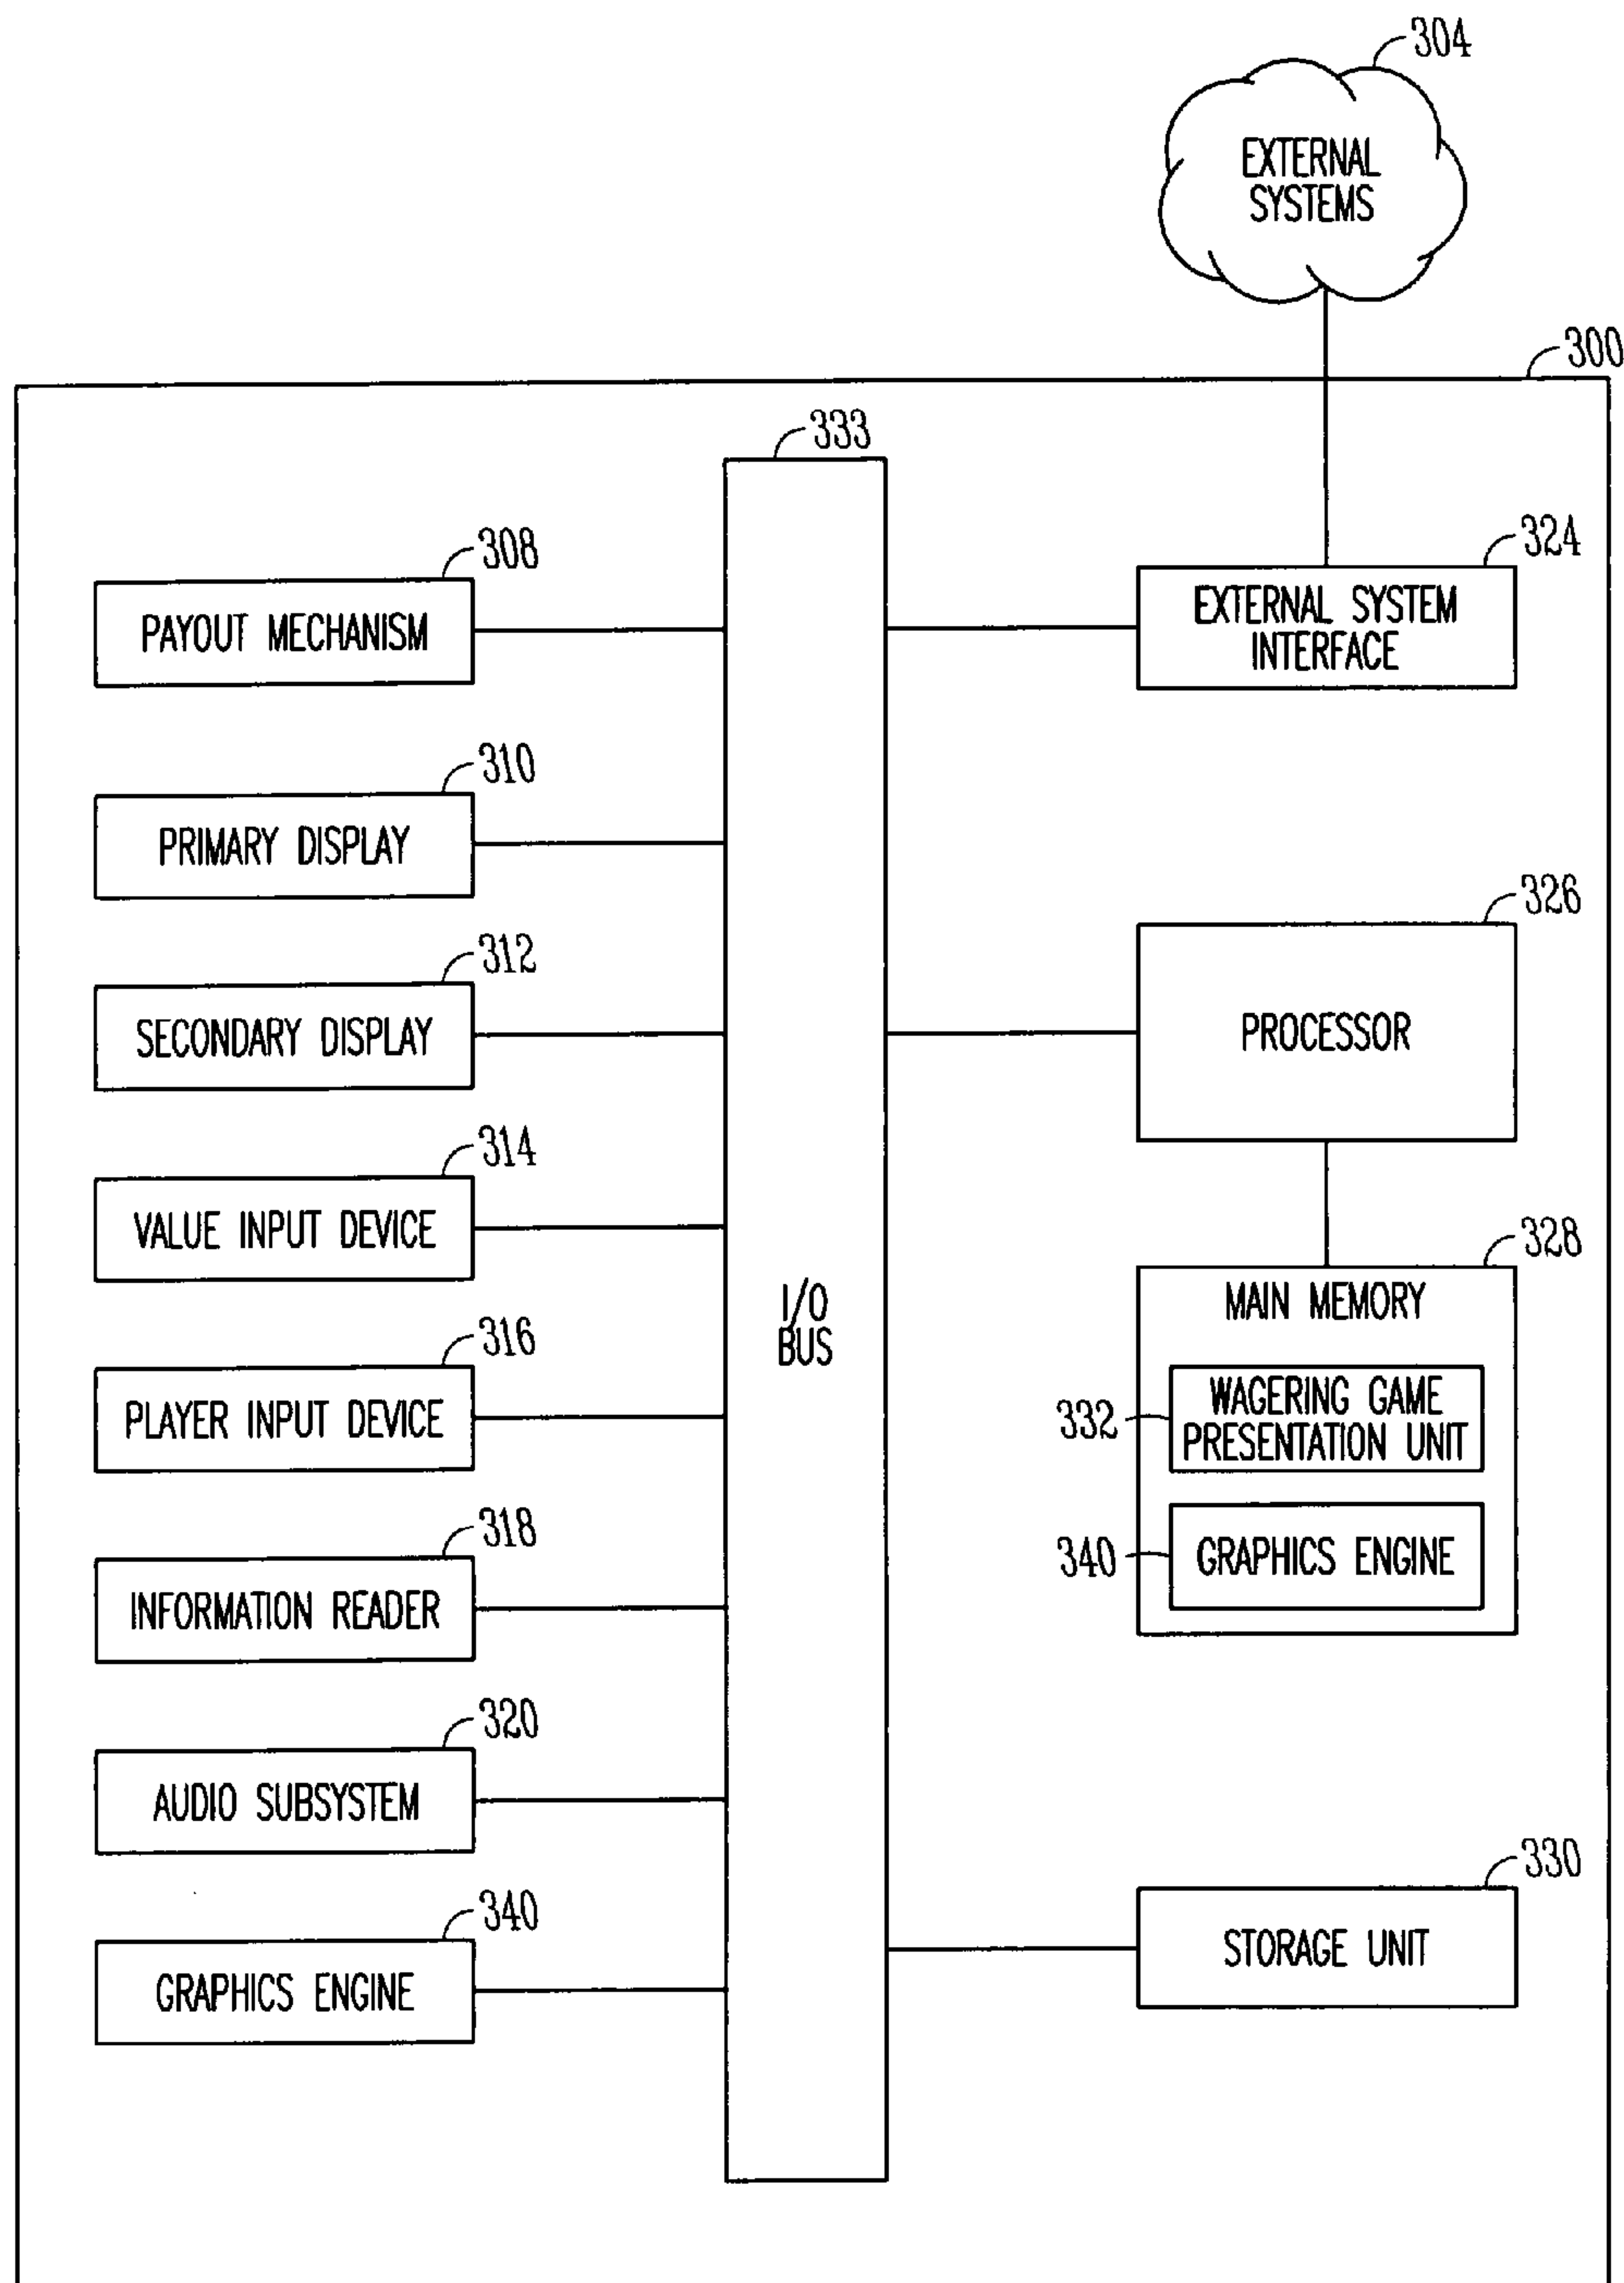 304
EXTERNAL
SYSTEMS
300
333
308
PAYOUT MECHANISM
324
EXTERNAL SYSTEM
INTERFACE
310
PRIMARY DISPLAY
326
PROCESSOR
312
SECONDARY DISPLAY
314
VALUE INPUT DEVICE
I/O
BUS
328
MAIN MEMORY
316
PLAYER INPUT DEVICE
332
WAGERING GAME
PRESENTATION UNIT
318
INFORMATION READER
340
GRAPHICS ENGINE
320
AUDIO SUBSYSTEM
330
STORAGE UNIT
340
GRAPHICS ENGINE